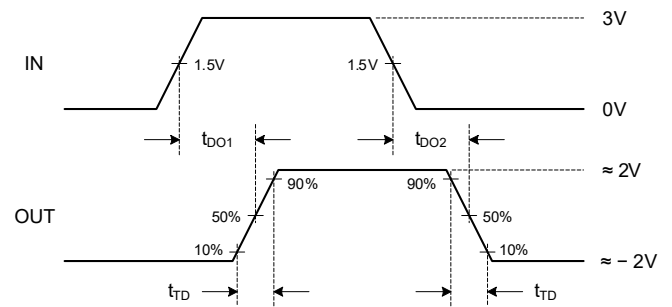 3V
IN
1.5V
1.5V
0V
tDO1
tDO2
≈ 2V
90%
90%
OUT
50%
50%
10%
10%
≈ − 2V
tTD
tTD